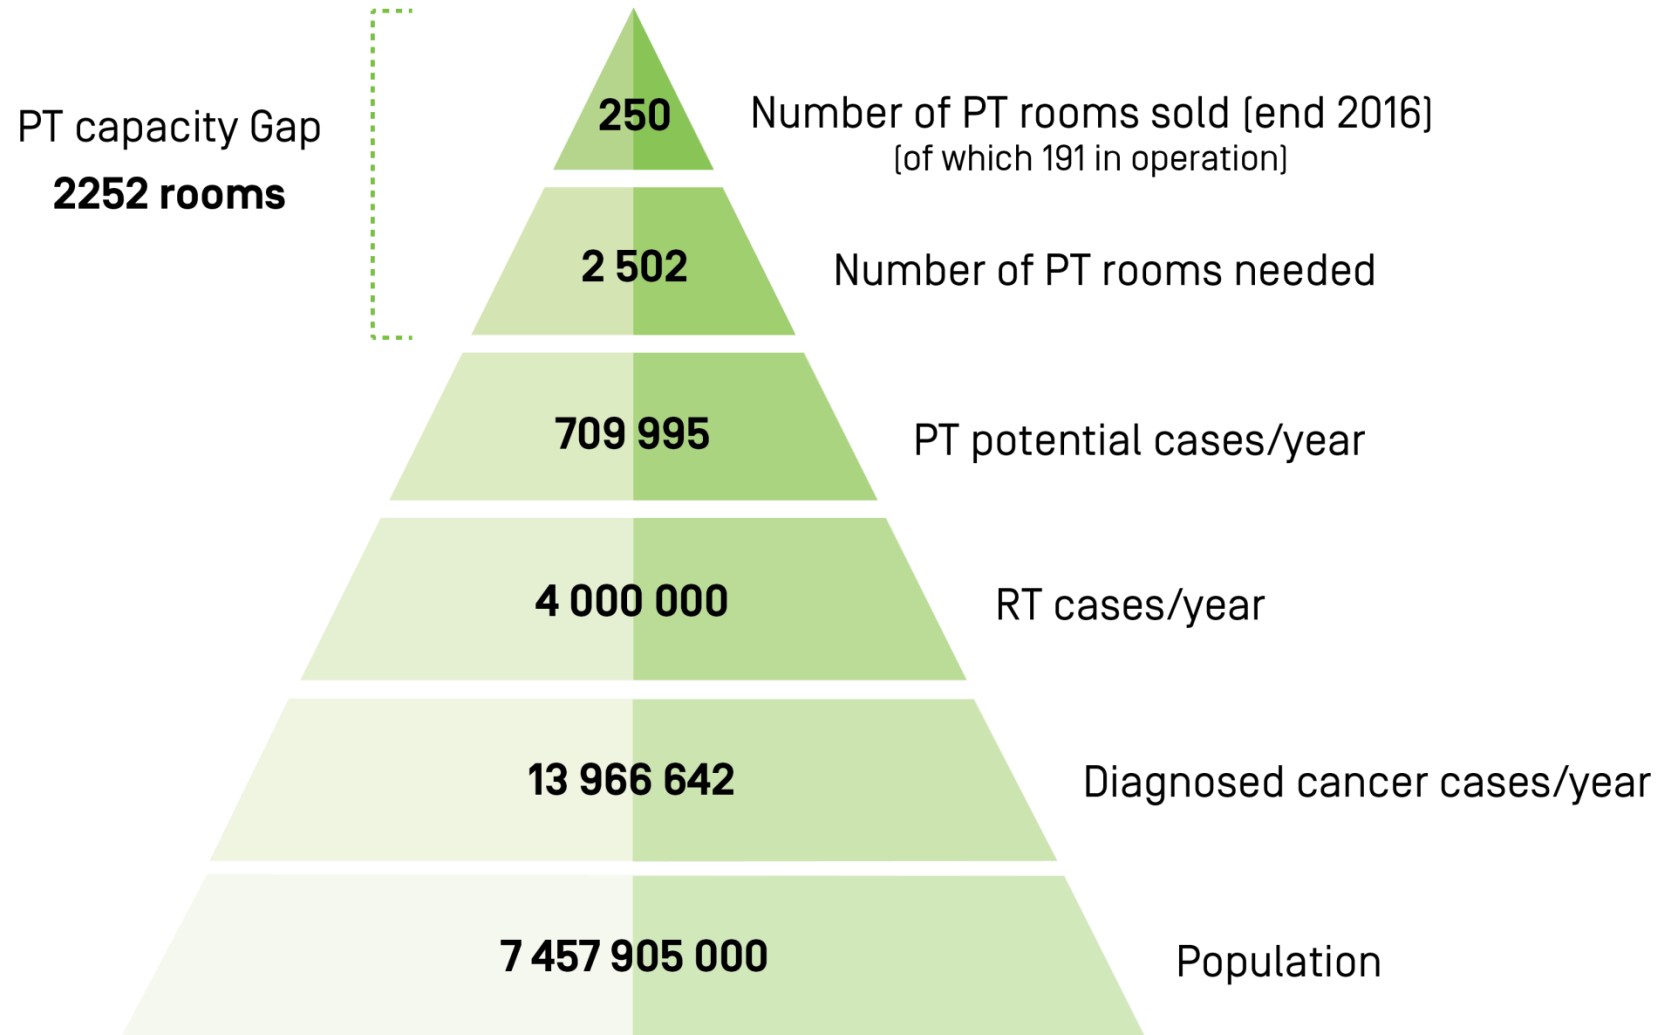 PT capacity Gap
2252 rooms
250
Number of PT rooms sold (end 2016)
(of which 191 in operation)
2 502
Number of PT rooms needed
709 995
PT potential cases/year
4 000 000
RT cases/year
13 966 642
Diagnosed cancer cases/year
7 457 905 000
Population